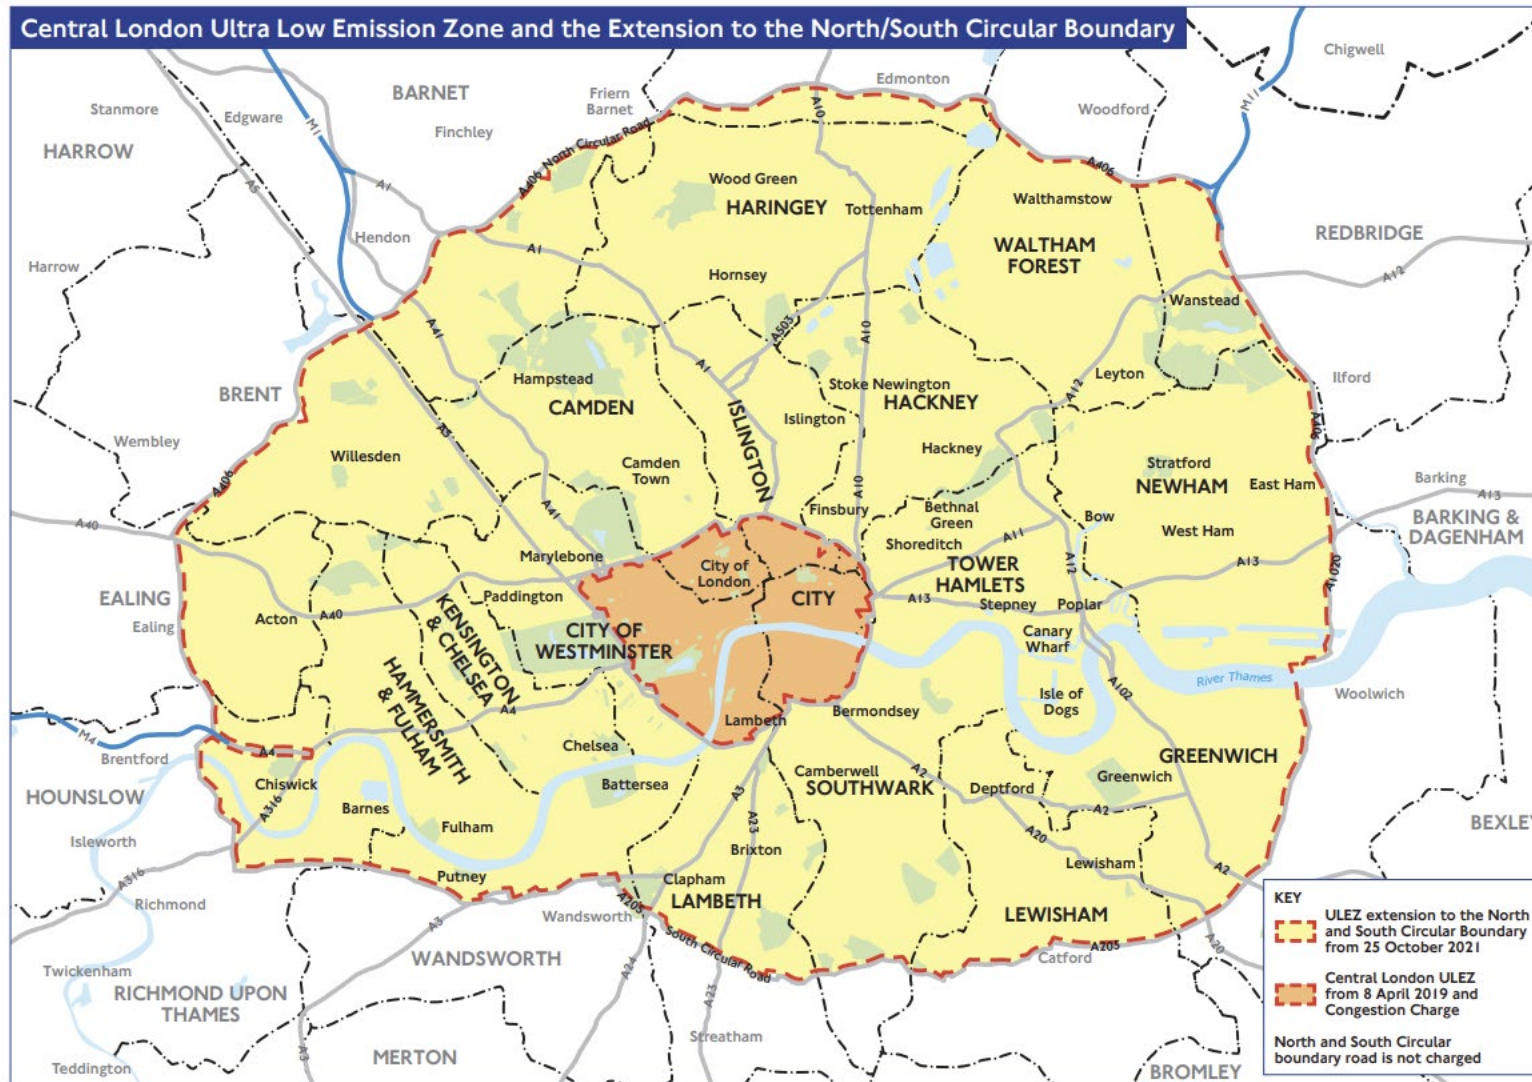 Central London Ultra Low Emission Zone and the Extension to the North/South Circular Boundary
Chigwell
Edmonton
BARNET
Friern
Barnet
Stanmore
Edgware
M1
Finchley
A10
Woodford
M11
HARROW
A5
A1
A406 North Circular Road
A406
Wood Green
HARINGEY
Tottenham
Walthamstow
Hendon
REDBRIDGE
A1
WALTHAM
FOREST
Harrow
Hornsey
A12
Wanstead
A41
A503
A10
A1
Hampstead
CAMDEN
Stoke Newington
HACKNEY
Leyton
A12
Ilford
BRENT
ISLINGTON
Islington
A406
Wembley
A5
Willesden
Camden
Town
Hackney
Stratford
NEWHAM
East Ham
A406
A10
Barking
A13
A40
A41
Finsbury
Bethnal
Green
Bow
West Ham
BARKING &
DAGENHAM
Shoreditch
A11
Marylebone
City of
London
TOWER
HAMLETS
A12
A13
A1020
EALING
Ealing
Acton
A40
Paddington
CITY
A13
Stepney
Poplar
KENSINGTON
& CHELSEA
CITY OF
WESTMINSTER
Canary
Wharf
HAMMERSMITH
& FULHAM
River Thames
Isle of
Dogs
A102
Woolwich
A4
Lambeth
Bermondsey
M4
Brentford
A4
Chelsea
GREENWICH
Chiswick
Battersea
Camberwell
SOUTHWARK
A2
Deptford
Greenwich
HOUNSLOW
A316
Barnes
A3
A2
Isleworth
Fulham
A23
A20
BEXLEY
Brixton
Lewisham
A316
Putney
Clapham
A2
Richmond
LAMBETH
A205
Wandsworth
A3
LEWISHAM
South Circular Road
A205
A20
Catford
WANDSWORTH
A24
Twickenham
RICHMOND UPON
THAMES
A23
Streatham
A3
MERTON
Teddington
BROMLEY
KEY
ULEZ extension to the North
and South Circular Boundary
from 25 October 2021
Central London ULEZ
from 8 April 2019 and
Congestion Charge
North and South Circular
boundary road is not charged